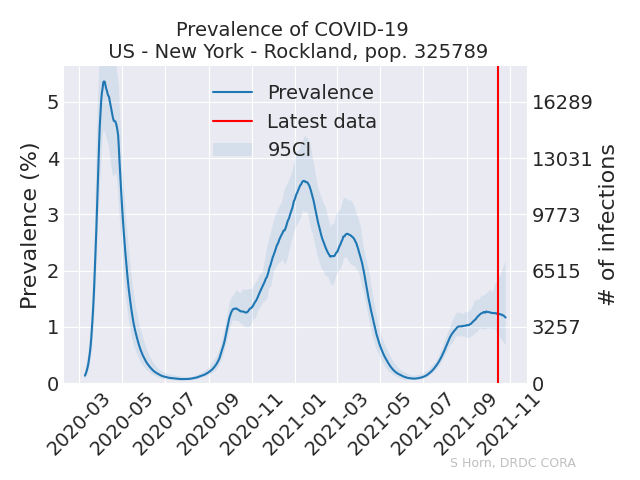 Prevalence of COVID-19
US - New York - Rockland, pop. 325789
Prevalence
Latest data
95CI
Prevalence (%)
5
4
3
2
1
0
16289
13031
9773
6515
3257
0
# of infections
2020-03
2020-05
2020-07
2020-09
2020-11
2021-01
2021-03
2021-05
2021-07
2021-09
2021-11
S Horn, DRDC CORA